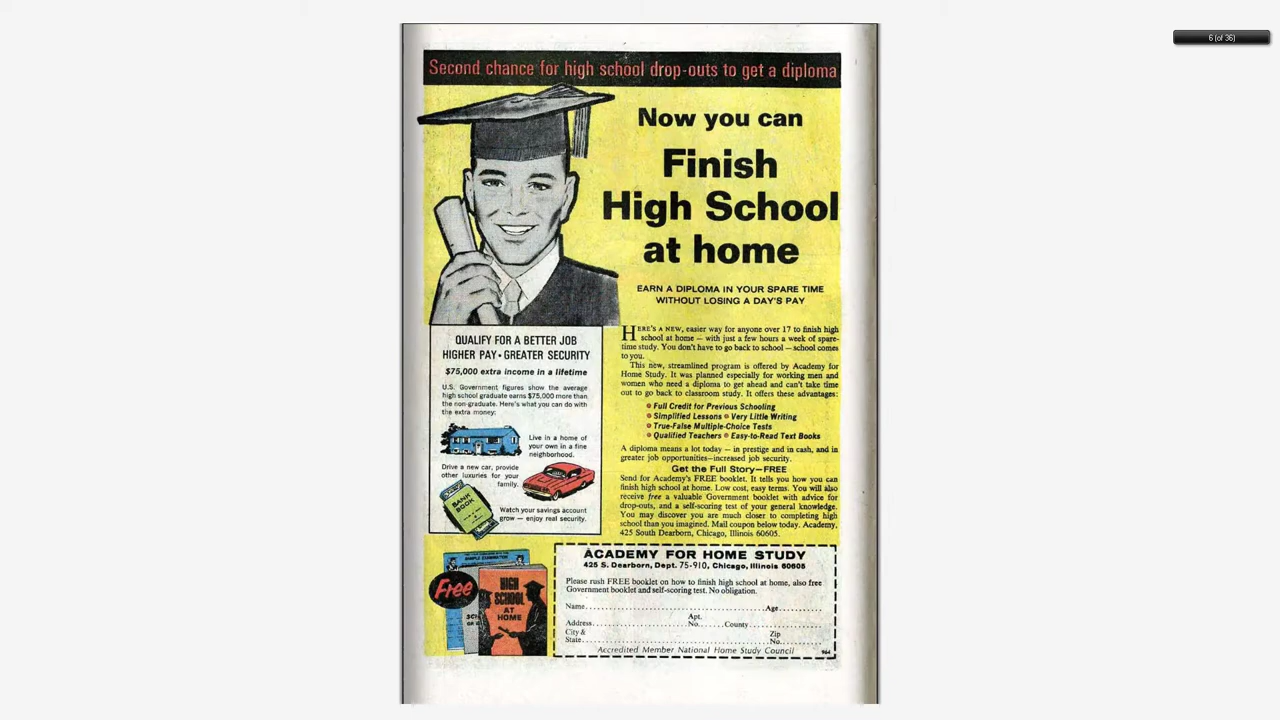 6 (of 36)
Second chance for high school drop-outs to get a diploma
Now you can
Finish
High School
at home
EARN A DIPLOMA IN YOUR SPARE TIME
WITHOUT LOSING A DAY'S PAY
QUALIFY FOR A BETTER JOB
HIGHER PAY • GREATER SECURITY
$75,000 extra income in a lifetime
U.S. Government figures show the average
high school graduate earns $75,000 more than
the non-graduate. Here's what you can do with
the extra money:
Live in a home of
your own in a fine
neighborhood.
Drive a new car, provide
other luxuries for your
family.
BANK
BOOK
Watch your savings account
grow — enjoy real security.
HERE'S A NEW, easier way for anyone over 17 to finish high
school at home — with just a few hours a week of spare-
time study. You don't have to go back to school — school comes
to you.
This new, streamlined program is offered by Academy for
Home Study. It was planned especially for working men and
women who need a diploma to get ahead and can't take time
out to go back to classroom study. It offers these advantages:
• Full Credit for Previous Schooling
• Simplified Lessons • Very Little Writing
• True-False Multiple-Choice Tests
• Qualified Teachers • Easy-to-Read Text Books
A diploma means a lot today — in prestige and in cash, and in
greater job opportunities—increased job security.
Get the Full Story—FREE
Send for Academy's FREE booklet. It tells you how you can
finish high school at home. Low cost, easy terms. You will also
receive free a valuable Government booklet with advice for
drop-outs, and a self-scoring test of your general knowledge.
You may discover you are much closer to completing high
school than you imagined. Mail coupon below today. Academy,
425 South Dearborn, Chicago, Illinois 60605.
SAMPLE EXAMINATION
Free
HIGH
SCHOOL
AT
HOME
ACADEMY FOR HOME STUDY
425 S. Dearborn, Dept. 75-910, Chicago, Illinois 60605
Please rush FREE booklet on how to finish high school at home, also free
Government booklet and self-scoring test. No obligation.
Name Age
Address Apt. No. County
City & State Zip No.
Accredited Member National Home Study Council